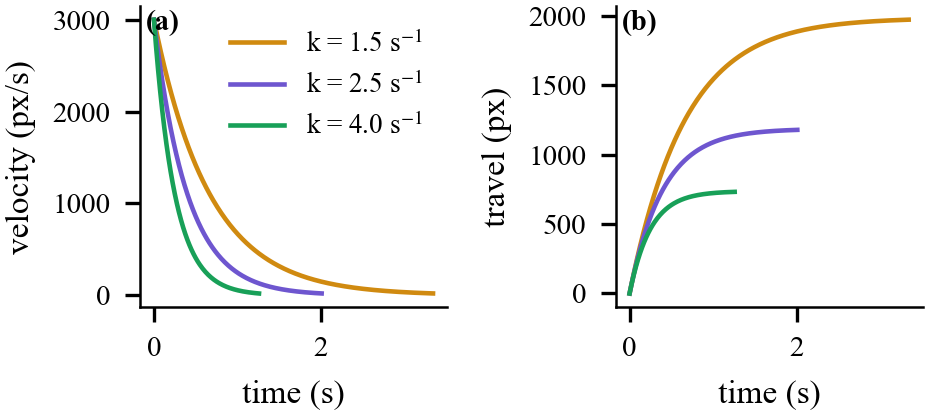 (a)
velocity (px/s)
3000
2000
1000
0
k = 1.5 s⁻¹
k = 2.5 s⁻¹
k = 4.0 s⁻¹
0 2
time (s)
(b)
travel (px)
2000
1500
1000
500
0
0 2
time (s)